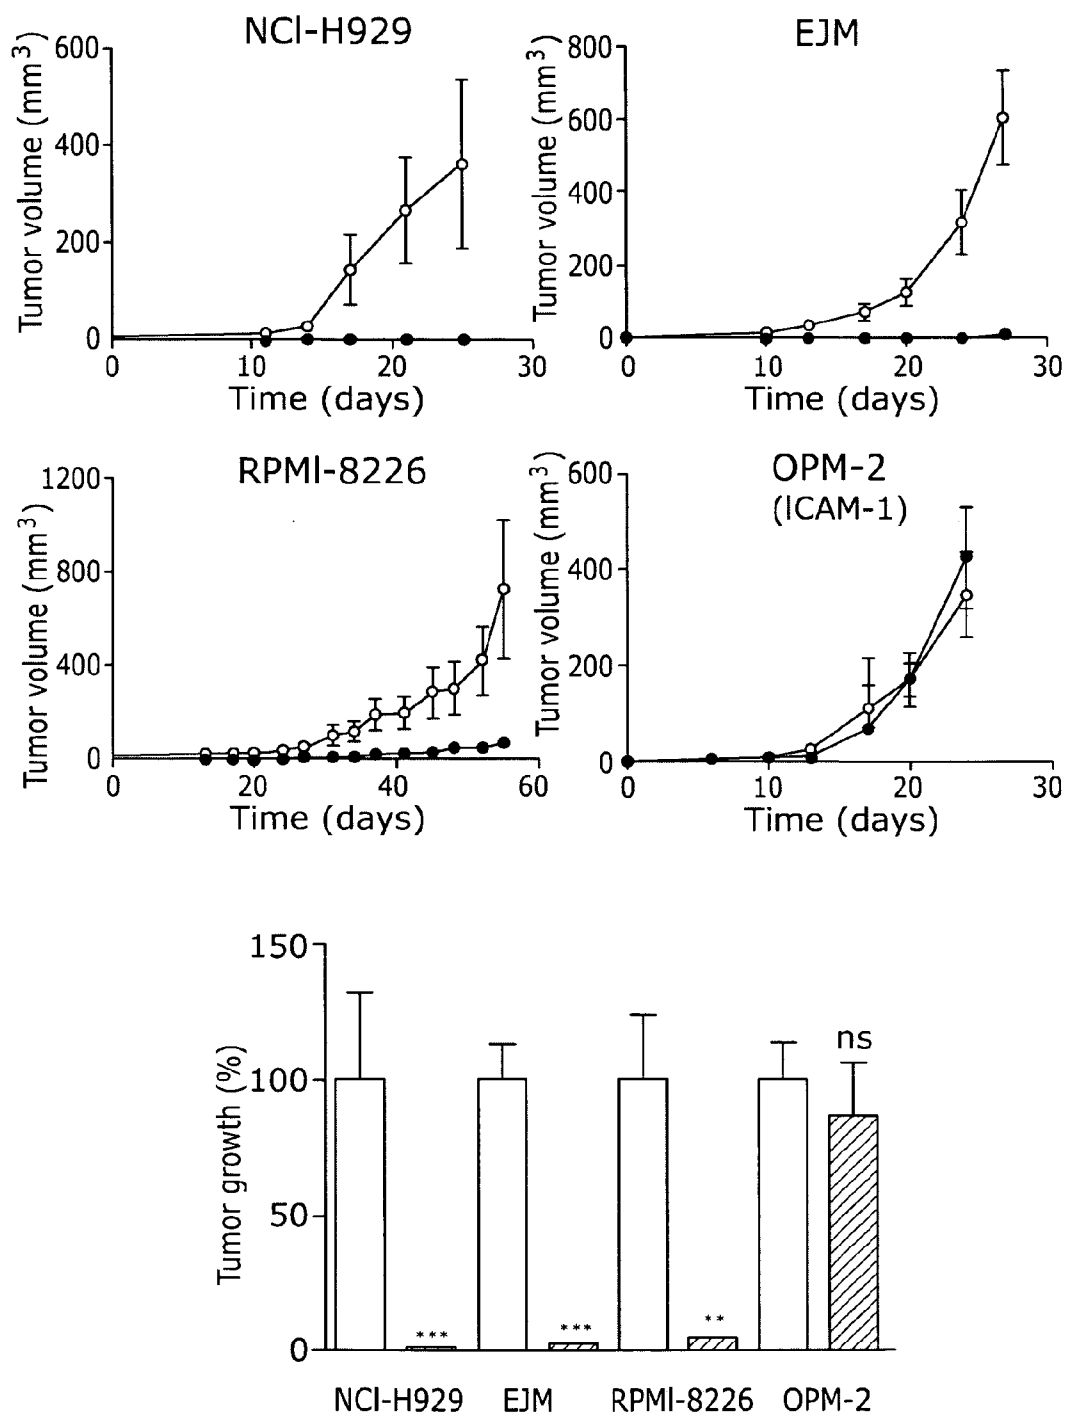 NCI-H929
Tumor volume (mm3)
600
400
200
0
0 10 20 30
Time (days)
EJM
Tumor volume (mm3)
800
600
400
200
0
0 10 20 30
Time (days)
RPMI-8226
Tumor volume (mm3)
1200
800
400
0
0 20 40 60
Time (days)
OPM-2
(ICAM-1)
Tumor volume (mm3)
600
400
200
0
0 10 20 30
Time (days)
Tumor growth (%)
150
100
50
0
***
***
**
ns
NCI-H929 EJM RPMI-8226 OPM-2